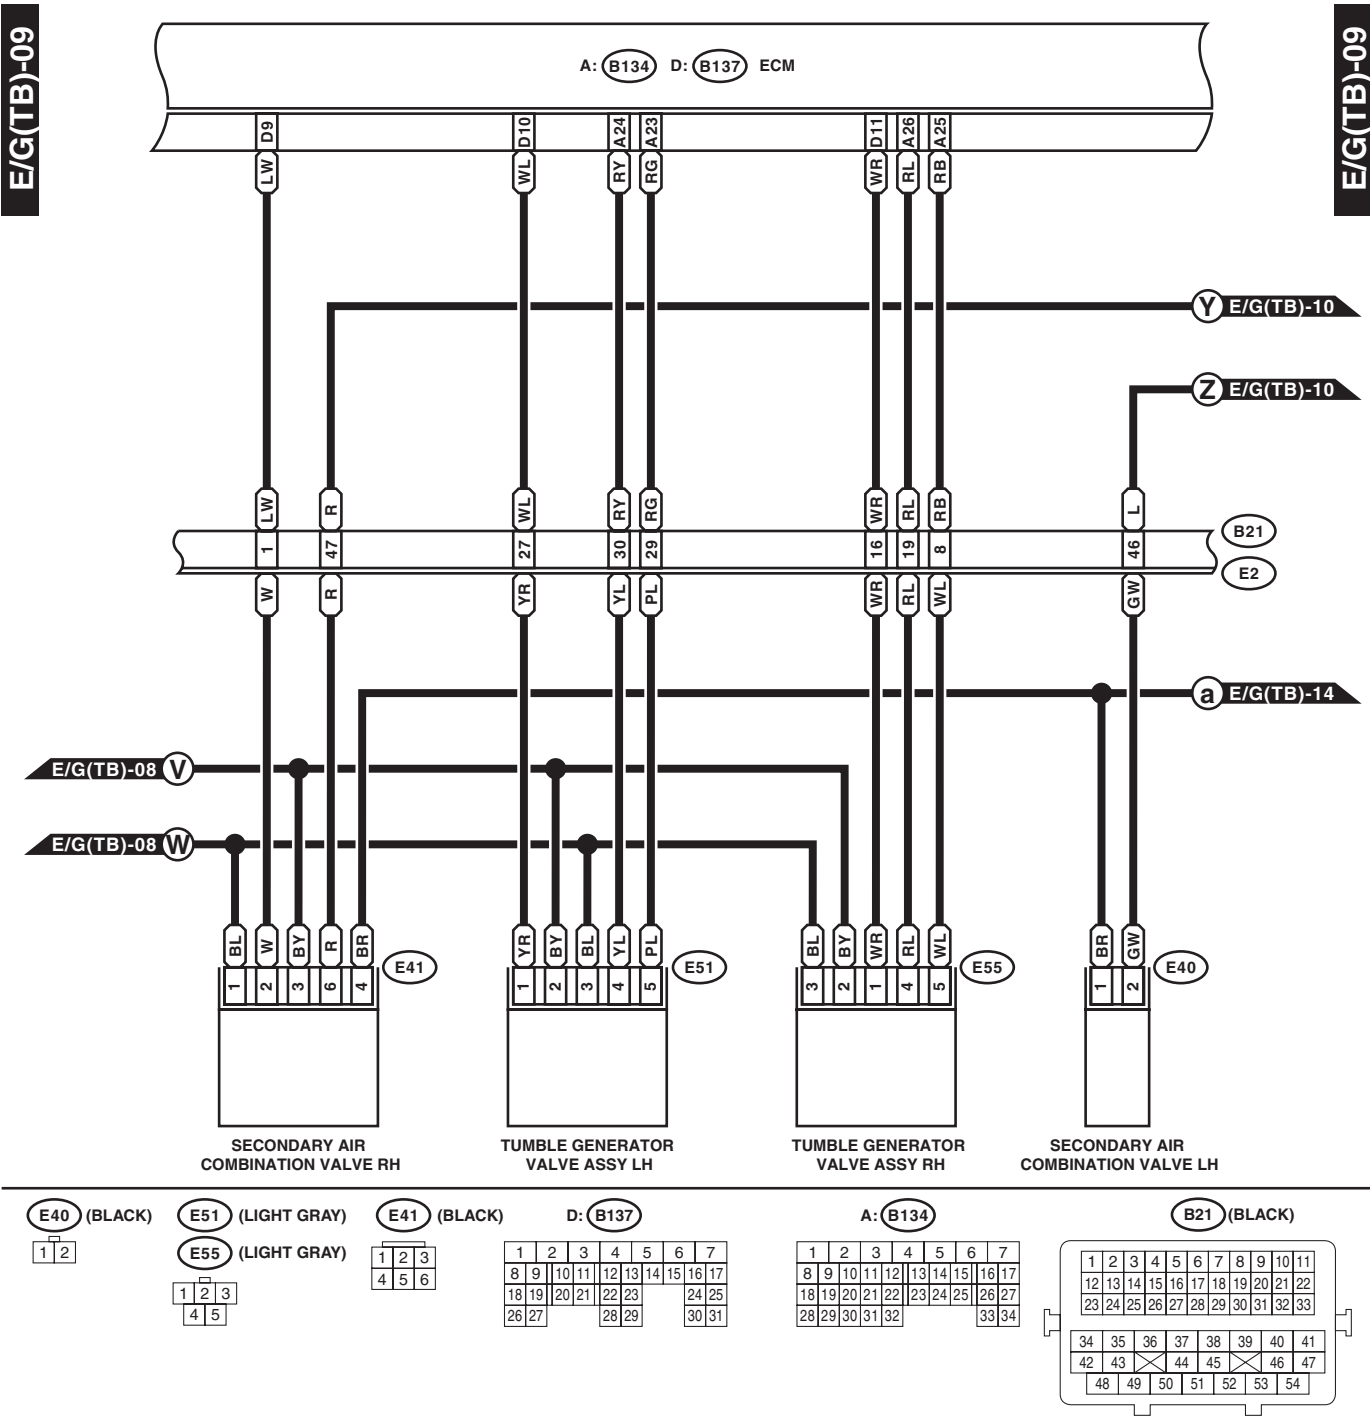 E/G(TB)-09
E/G(TB)-09
A: B134 D: B137 ECM
D9 D10 A24 A23 D11 A26 A25
LW WL RY RG WR RL RB
Y E/G(TB)-10
Z E/G(TB)-10
LW R WL RY RG WR RL RB L
1 47 27 30 29 16 19 8 46
B21
E2
W R YR YL PL WR RL WL GW
a E/G(TB)-14
E/G(TB)-08 V
E/G(TB)-08 W
BL W BY R BR YR BY BL YL PL BL BY WR RL WL BR GW
E41 E51 E55 E40
1 2 3 6 4 1 2 3 4 5 3 2 1 4 5 1 2
SECONDARY AIR
COMBINATION VALVE RH
TUMBLE GENERATOR
VALVE ASSY LH
TUMBLE GENERATOR
VALVE ASSY RH
SECONDARY AIR
COMBINATION VALVE LH
E40 (BLACK)
1 2
E51 (LIGHT GRAY)
E55 (LIGHT GRAY)
1 2 3
4 5
E41 (BLACK)
1 2 3
4 5 6
D: B137
1 2 3 4 5 6 7
8 9 10 11 12 13 14 15 16 17
18 19 20 21 22 23 24 25
26 27 28 29 30 31
A: B134
1 2 3 4 5 6 7
8 9 10 11 12 13 14 15 16 17
18 19 20 21 22 23 24 25 26 27
28 29 30 31 32 33 34
B21 (BLACK)
1 2 3 4 5 6 7 8 9 10 11
12 13 14 15 16 17 18 19 20 21 22
23 24 25 26 27 28 29 30 31 32 33
34 35 36 37 38 39 40 41
42 43 44 45 46 47
48 49 50 51 52 53 54